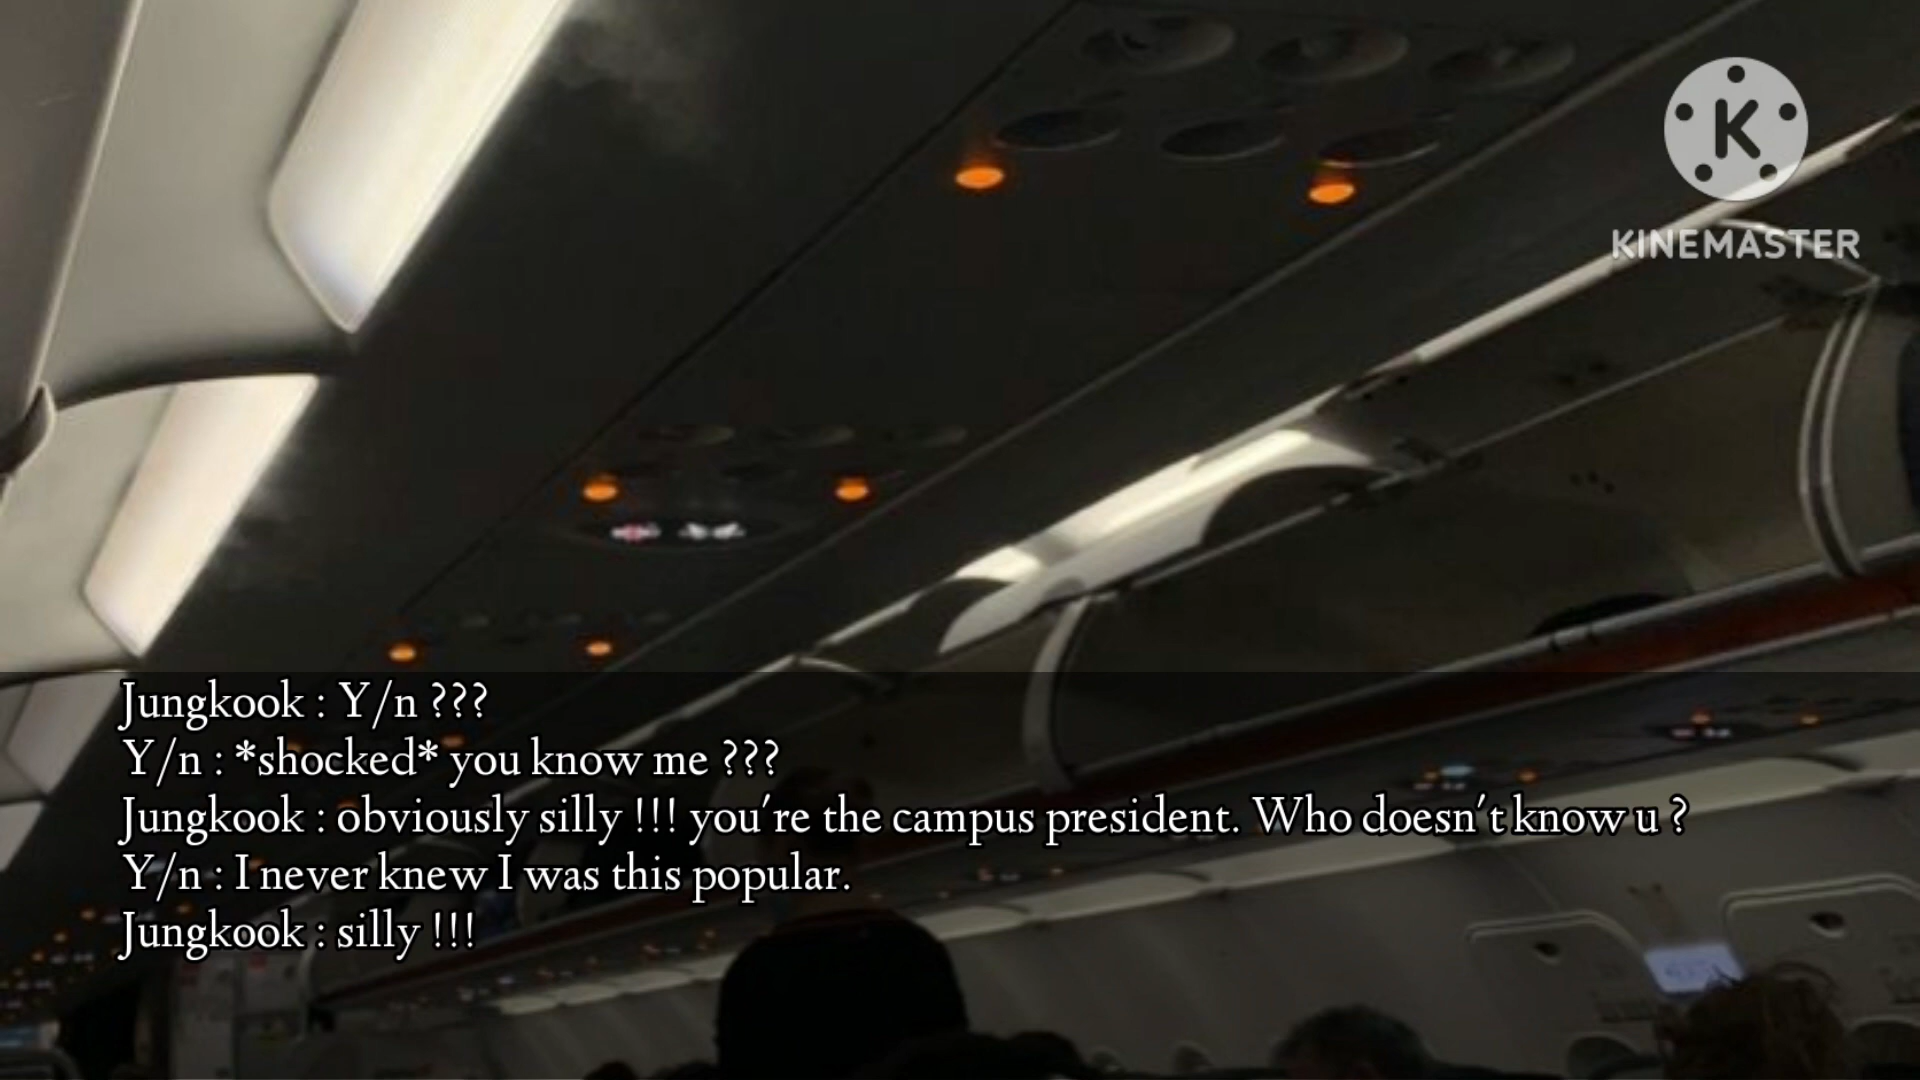 K
KINEMASTER
Jungkook : Y/n ???
Y/n : *shocked* you know me ???
Jungkook : obviously silly !!! you're the campus president. Who doesn't know u ?
Y/n : I never knew I was this popular.
Jungkook : silly !!!